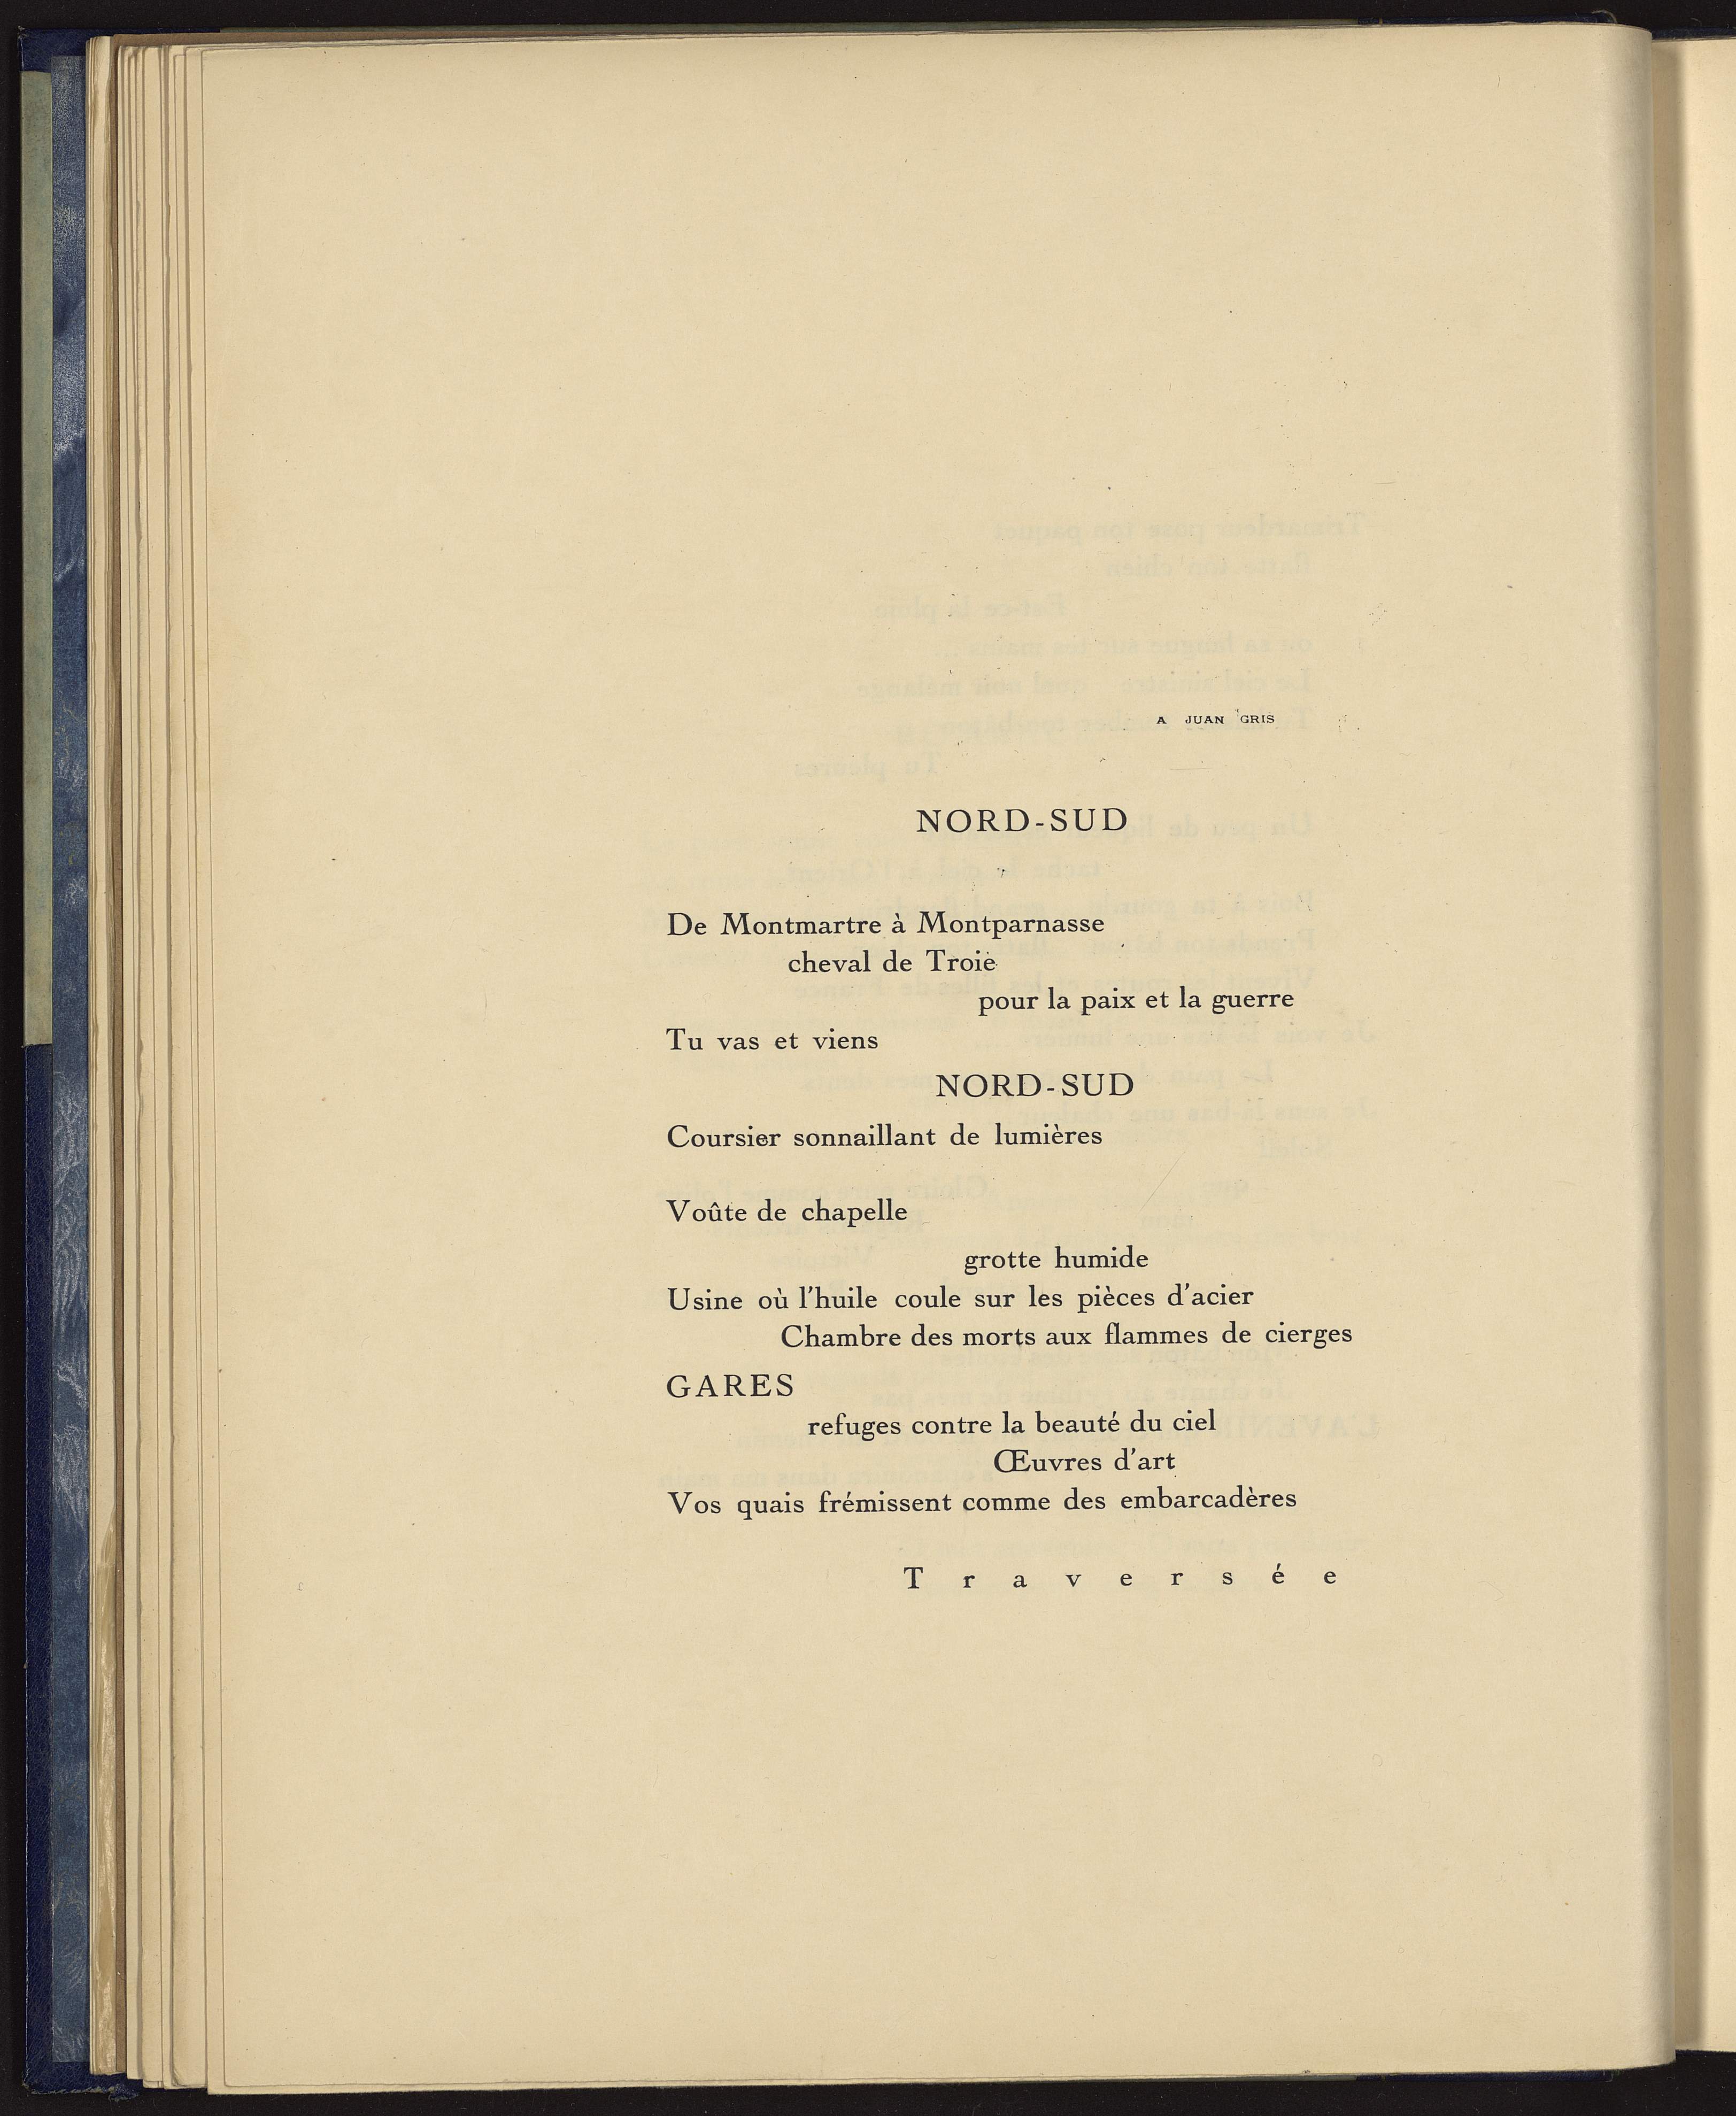 A JUAN GRIS
NORD-SUD
De Montmartre à Montparnasse
cheval de Troie
pour la paix et la guerre
Tu vas et viens
NORD-SUD
Coursier sonnaillant de lumières
Voûte de chapelle
grotte humide
Usine où l'huile coule sur les pièces d'acier
Chambre des morts aux flammes de cierges
GARES
refuges contre la beauté du ciel
Œuvres d'art
Vos quais frémissent comme des embarcadères
T r a v e r s é e